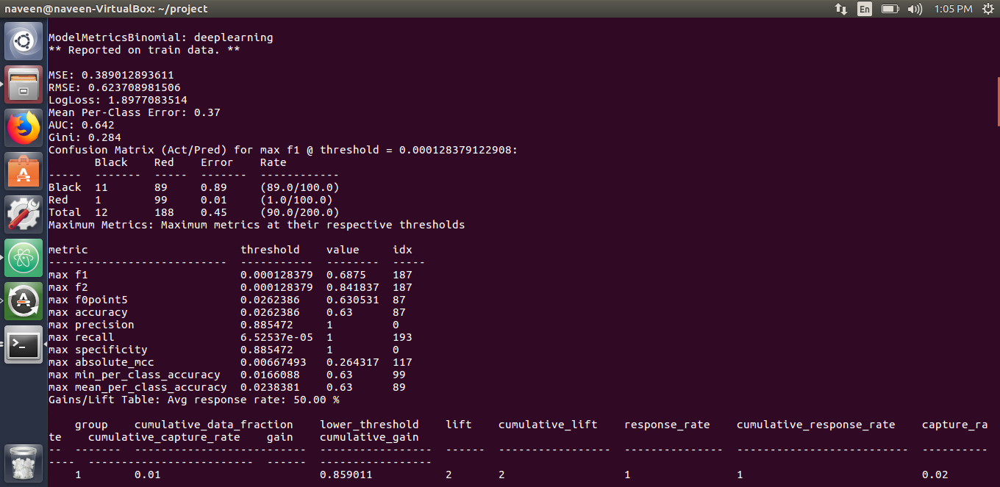 naveen@naveen-VirtualBox: ~/project
En
1:05 PM
ModelMetricsBinomial: deeplearning
** Reported on train data. **
MSE: 0.389012893611
RMSE: 0.623708981506
LogLoss: 1.8977083514
Mean Per-Class Error: 0.37
AUC: 0.642
Gini: 0.284
Confusion Matrix (Act/Pred) for max f1 @ threshold = 0.000128379122908:
       Black    Red    Error    Rate
-----  -------  -----  -------  ------------
Black  11       89     0.89     (89.0/100.0)
Red    1        99     0.01     (1.0/100.0)
Total  12       188    0.45     (90.0/200.0)
Maximum Metrics: Maximum metrics at their respective thresholds
metric                       threshold    value     idx
---------------------------  -----------  --------  -----
max f1                       0.000128379  0.6875    187
max f2                       0.000128379  0.841837  187
max f0point5                 0.0262386    0.630531  87
max accuracy                 0.0262386    0.63      87
max precision                0.885472     1         0
max recall                   6.52537e-05  1         193
max specificity              0.885472     1         0
max absolute_mcc             0.00667493   0.264317  117
max min_per_class_accuracy   0.0166088    0.63      99
max mean_per_class_accuracy  0.0238381    0.63      89
Gains/Lift Table: Avg response rate: 50.00 %
    group    cumulative_data_fraction    lower_threshold    lift    cumulative_lift    response_rate    cumulative_response_rate    capture_ra
te    cumulative_capture_rate    gain    cumulative_gain
--  -------  --------------------------  -----------------  ------  -----------------  ---------------  --------------------------  ----------
----  -------------------------  ------  -----------------
    1        0.01                        0.859011           2       2                  1                1                           0.02